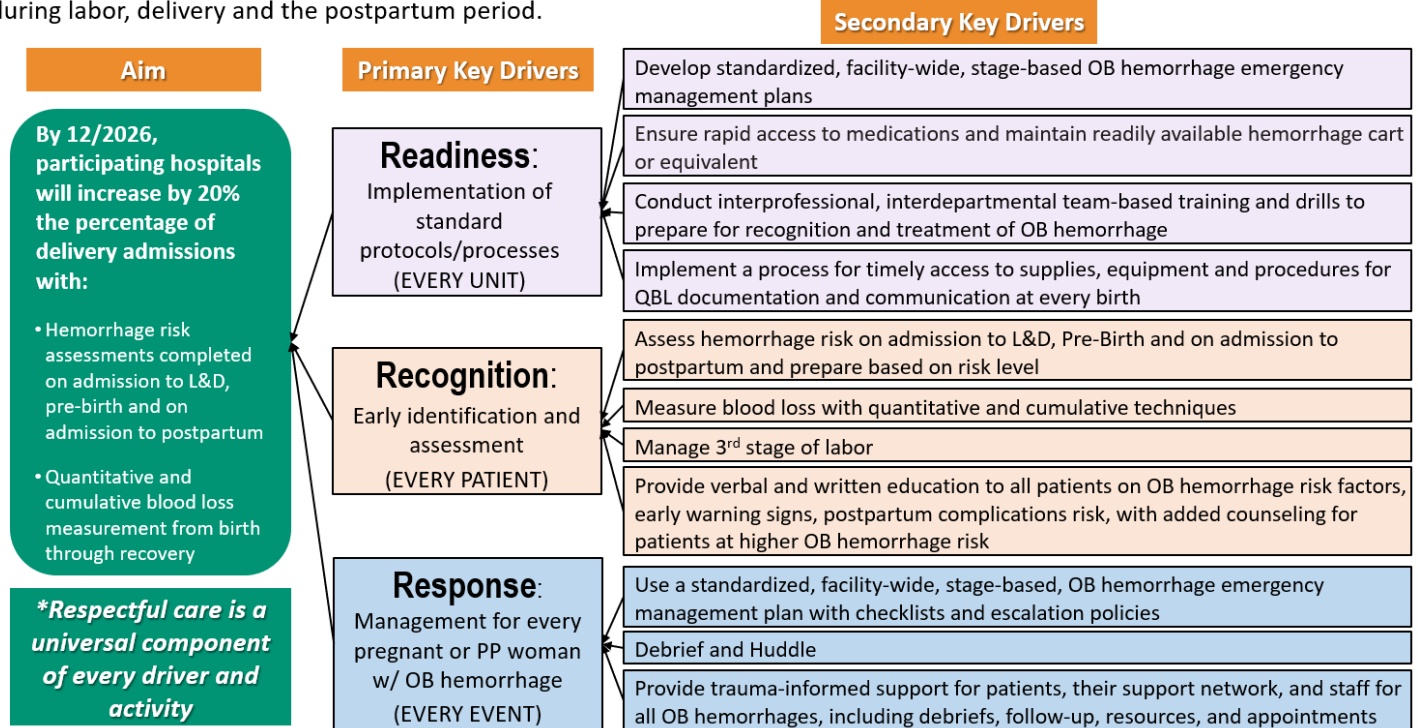 during labor, delivery and the postpartum period.
Secondary Key Drivers
Aim
Primary Key Drivers
By 12/2026,
participating hospitals
will increase by 20%
the percentage of
delivery admissions
with:
• Hemorrhage risk
assessments completed
on admission to L&D,
pre-birth and on
admission to postpartum
• Quantitative and
cumulative blood loss
measurement from birth
through recovery
*Respectful care is a
universal component
of every driver and
activity
Readiness:
Implementation of
standard
protocols/processes
(EVERY UNIT)
Develop standardized, facility-wide, stage-based OB hemorrhage emergency
management plans
Ensure rapid access to medications and maintain readily available hemorrhage cart
or equivalent
Conduct interprofessional, interdepartmental team-based training and drills to
prepare for recognition and treatment of OB hemorrhage
Implement a process for timely access to supplies, equipment and procedures for
QBL documentation and communication at every birth
Recognition:
Early identification and
assessment
(EVERY PATIENT)
Assess hemorrhage risk on admission to L&D, Pre-Birth and on admission to
postpartum and prepare based on risk level
Measure blood loss with quantitative and cumulative techniques
Manage 3rd stage of labor
Provide verbal and written education to all patients on OB hemorrhage risk factors,
early warning signs, postpartum complications risk, with added counseling for
patients at higher OB hemorrhage risk
Response:
Management for every
pregnant or PP woman
w/ OB hemorrhage
(EVERY EVENT)
Use a standardized, facility-wide, stage-based, OB hemorrhage emergency
management plan with checklists and escalation policies
Debrief and Huddle
Provide trauma-informed support for patients, their support network, and staff for
all OB hemorrhages, including debriefs, follow-up, resources, and appointments